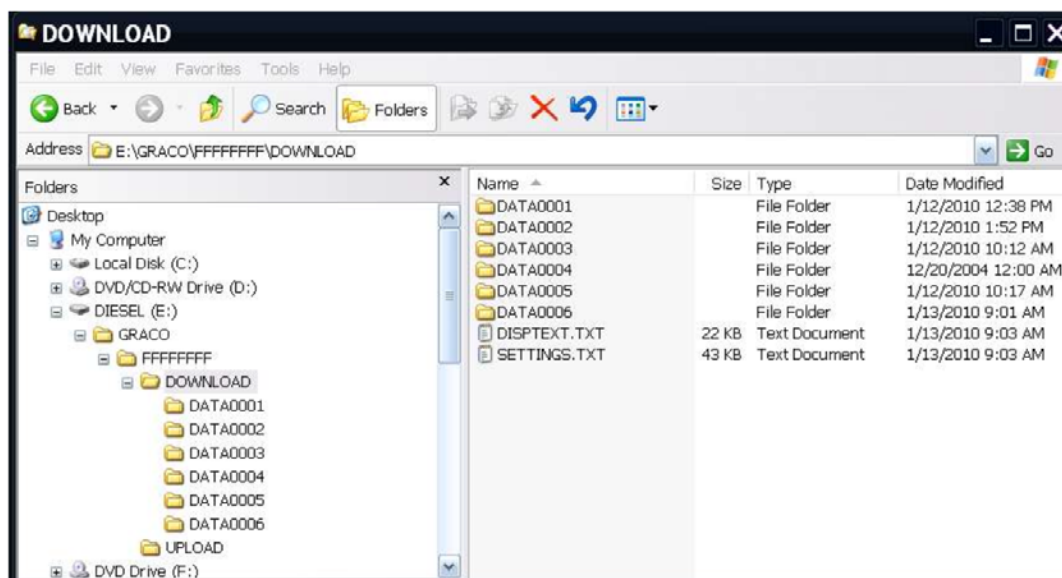 DOWNLOAD
File Edit View Favorites Tools Help
Back Search Folders
Address E:\GRACO\FFFFFFFF\DOWNLOAD Go
Folders x
Desktop
My Computer
Local Disk (C:)
DVD/CD-RW Drive (D:)
DIESEL (E:)
GRACO
FFFFFFFF
DOWNLOAD
DATA0001
DATA0002
DATA0003
DATA0004
DATA0005
DATA0006
UPLOAD
DVD Drive (F:)
Name Size Type Date Modified
DATA0001 File Folder 1/12/2010 12:38 PM
DATA0002 File Folder 1/12/2010 1:52 PM
DATA0003 File Folder 1/12/2010 10:12 AM
DATA0004 File Folder 12/20/2004 12:00 AM
DATA0005 File Folder 1/12/2010 10:17 AM
DATA0006 File Folder 1/13/2010 9:01 AM
DISPTEXT.TXT 22 KB Text Document 1/13/2010 9:03 AM
SETTINGS.TXT 43 KB Text Document 1/13/2010 9:03 AM